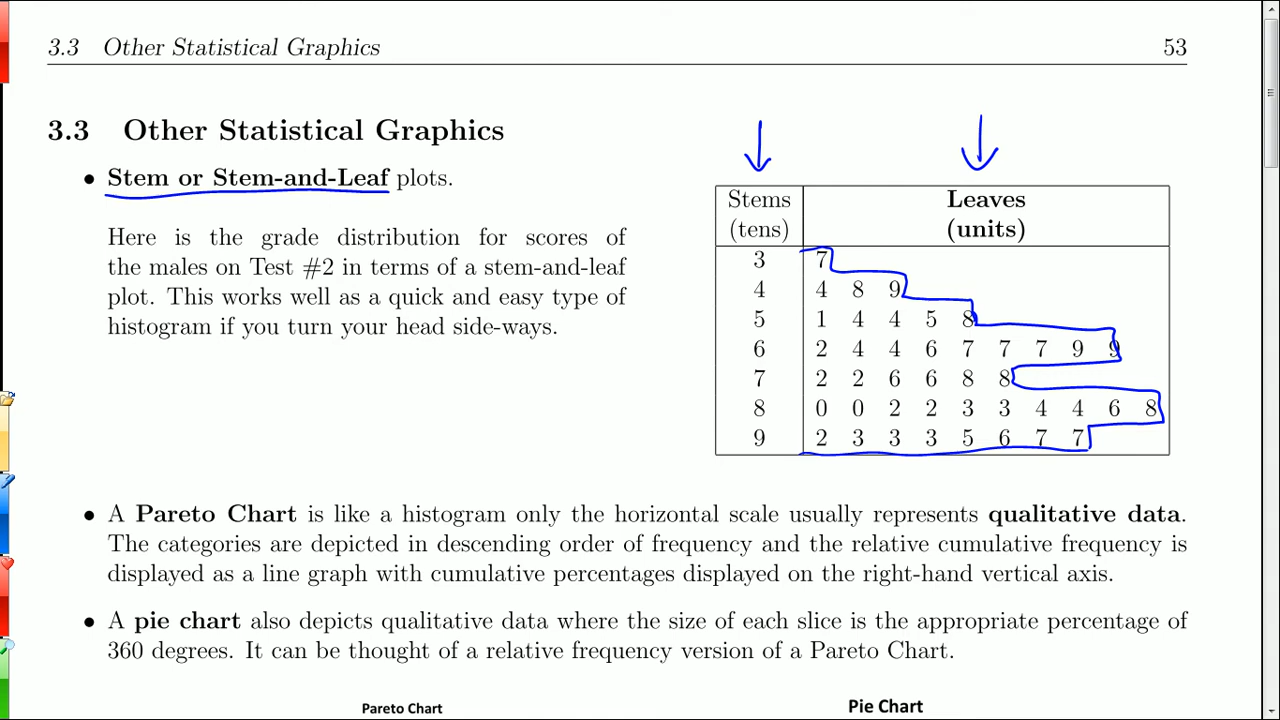 3.3 Other Statistical Graphics 53
3.3 Other Statistical Graphics
• Stem or Stem-and-Leaf plots.
Here is the grade distribution for scores of
the males on Test #2 in terms of a stem-and-leaf
plot. This works well as a quick and easy type of
histogram if you turn your head side-ways.
Stems Leaves
(tens) (units)
3 7
4 4 8 9
5 1 4 4 5 8
6 2 4 4 6 7 7 7 9 9
7 2 2 6 6 8 8
8 0 0 2 2 3 3 4 4 6 8
9 2 3 3 3 5 6 7 7
• A Pareto Chart is like a histogram only the horizontal scale usually represents qualitative data.
The categories are depicted in descending order of frequency and the relative cumulative frequency is
displayed as a line graph with cumulative percentages displayed on the right-hand vertical axis.
• A pie chart also depicts qualitative data where the size of each slice is the appropriate percentage of
360 degrees. It can be thought of a relative frequency version of a Pareto Chart.
Pareto Chart Pie Chart